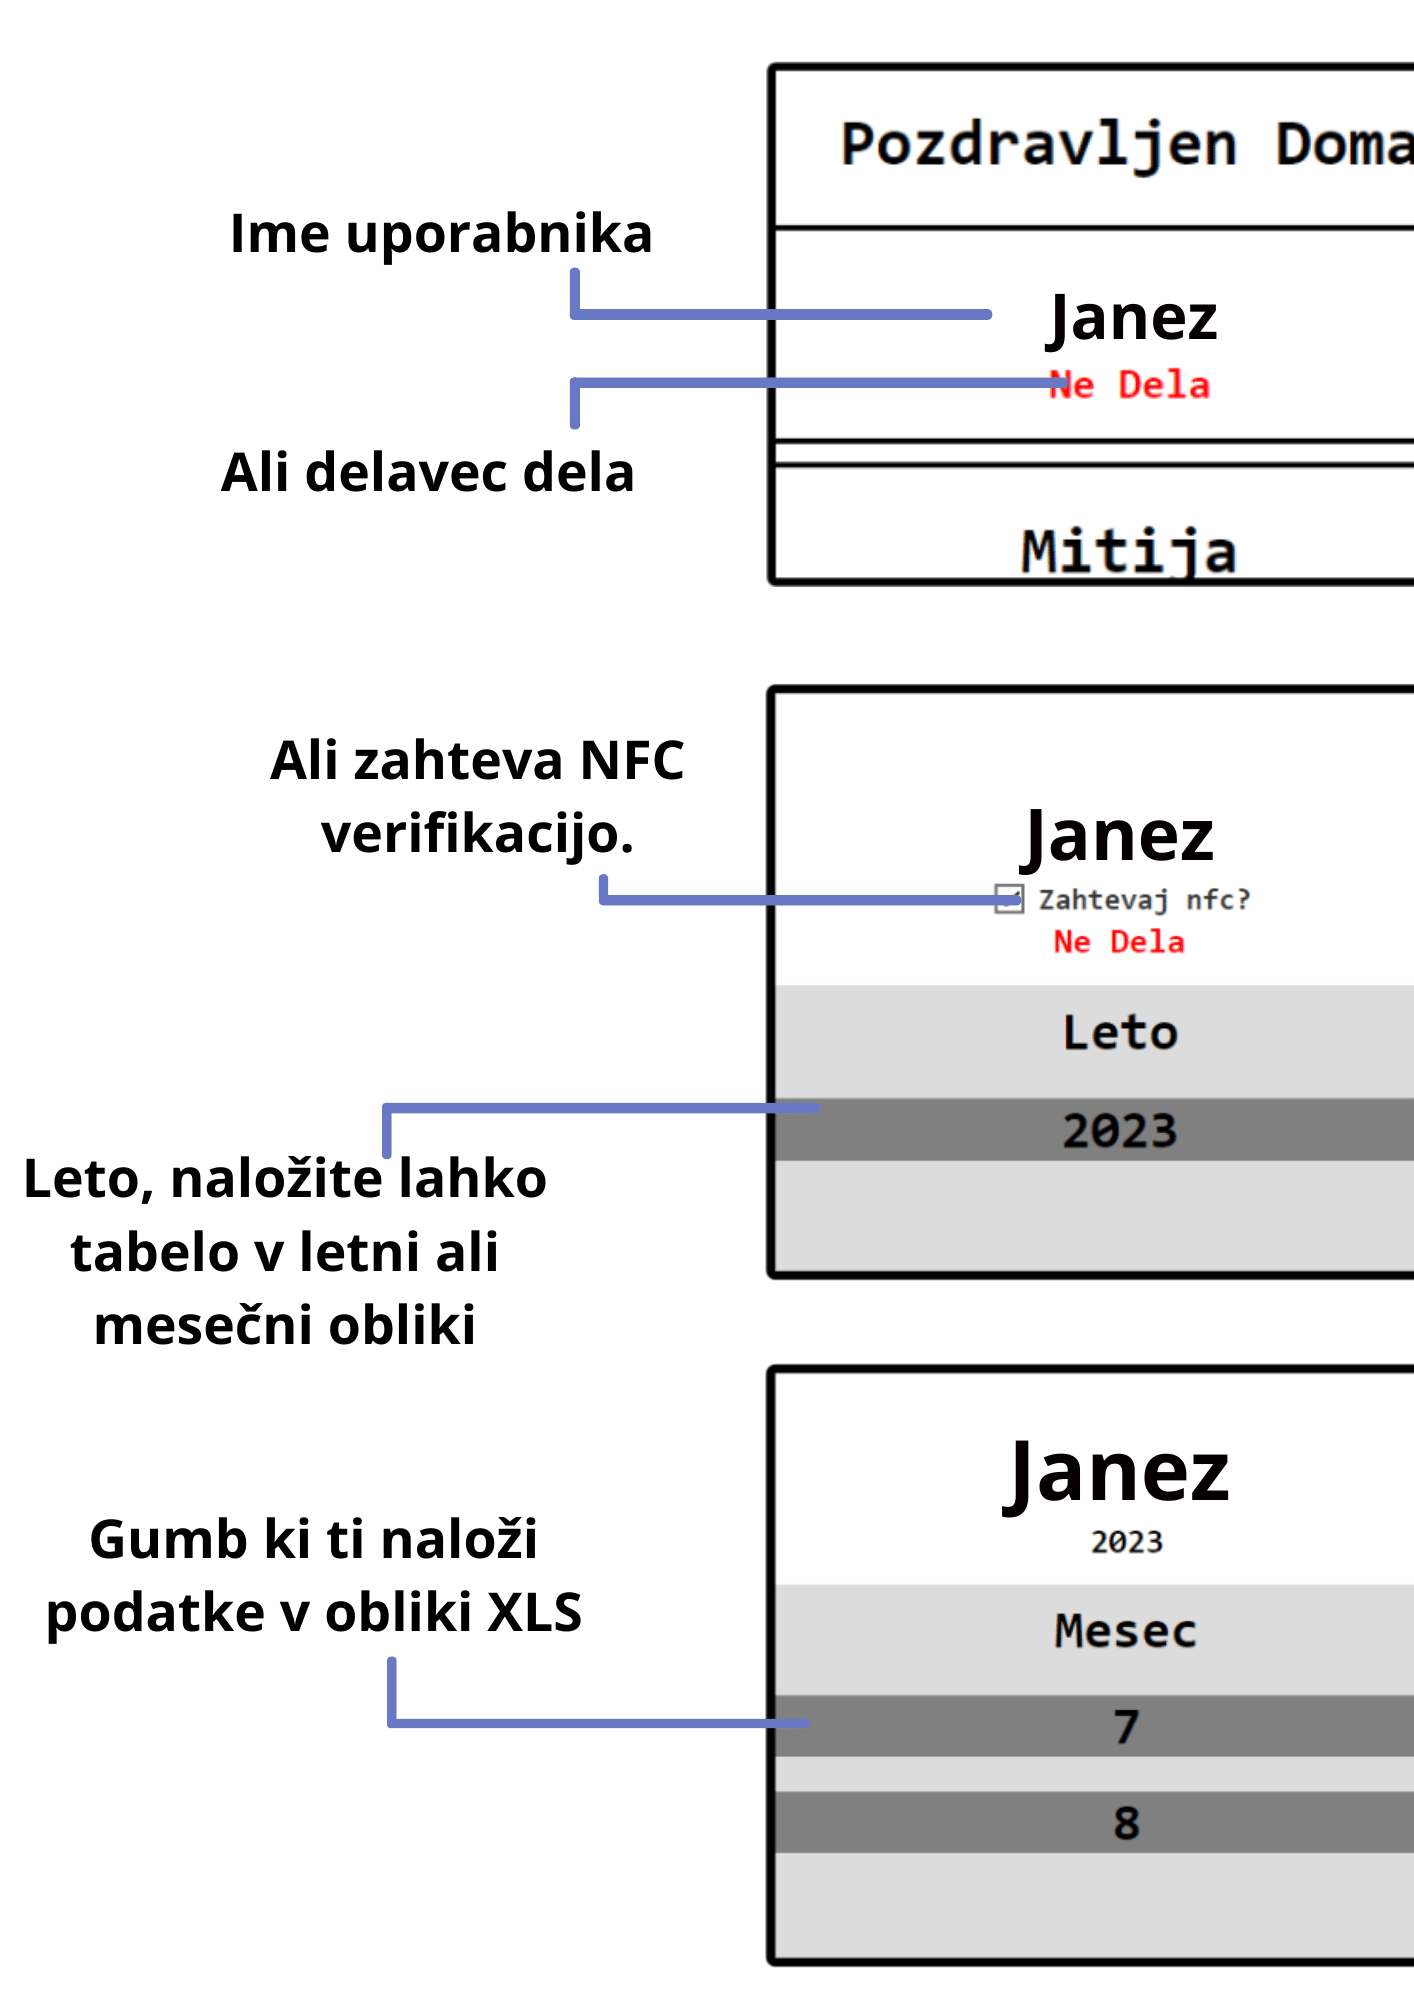 Pozdravljen Doma
Ime uporabnika
Janez
Ne Dela
Ali delavec dela
Mitija
Ali zahteva NFC
verifikacijo.
Janez
Zahtevaj nfc?
Ne Dela
Leto
2023
Leto, naložite lahko
tabelo v letni ali
mesečni obliki
Janez
2023
Gumb ki ti naloži
podatke v obliki XLS
Mesec
7
8